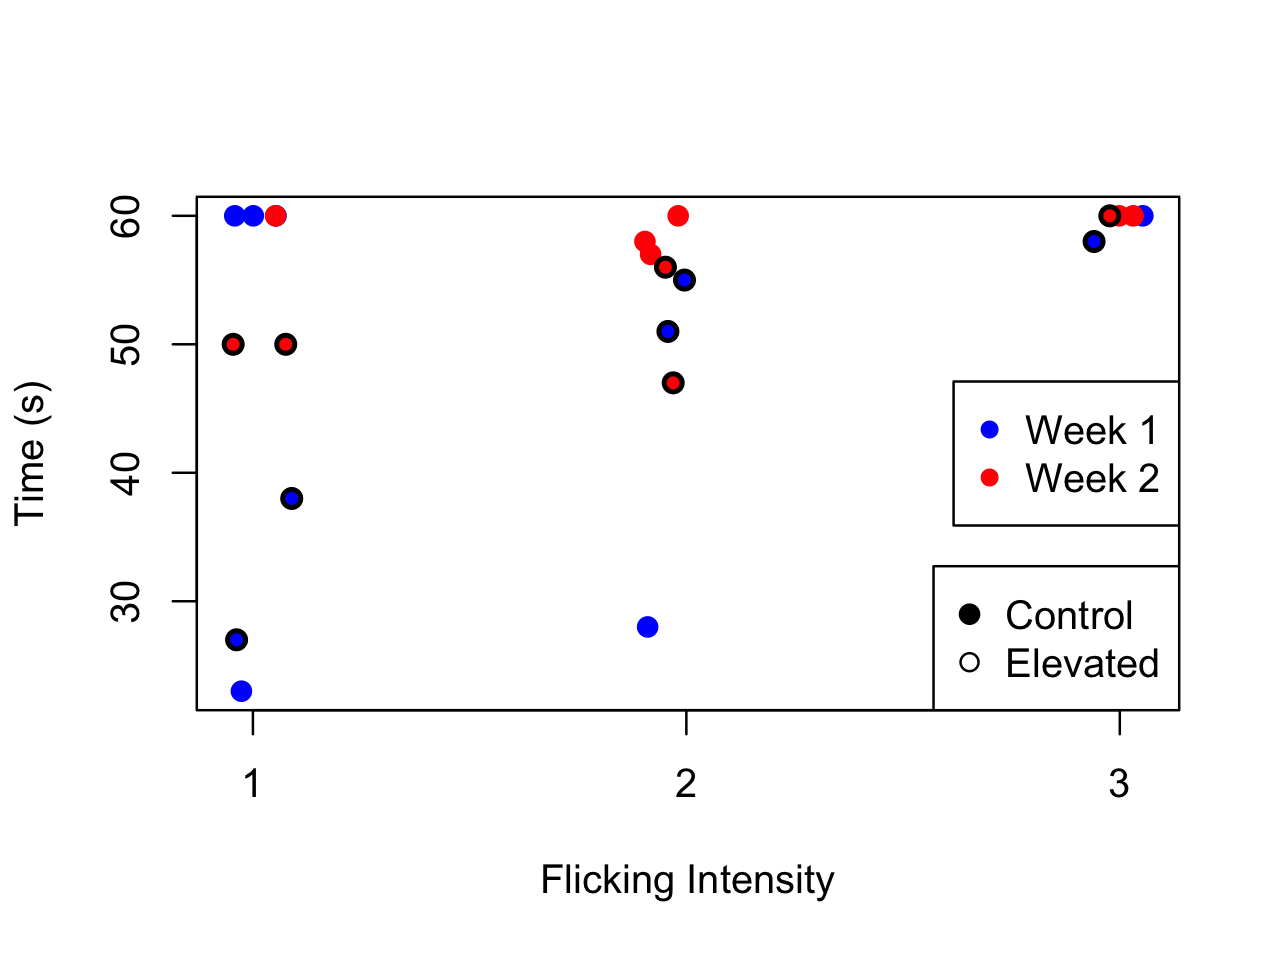 60
50
40
30
Time (s)
Week 1
Week 2
Control
Elevated
1 2 3
Flicking Intensity